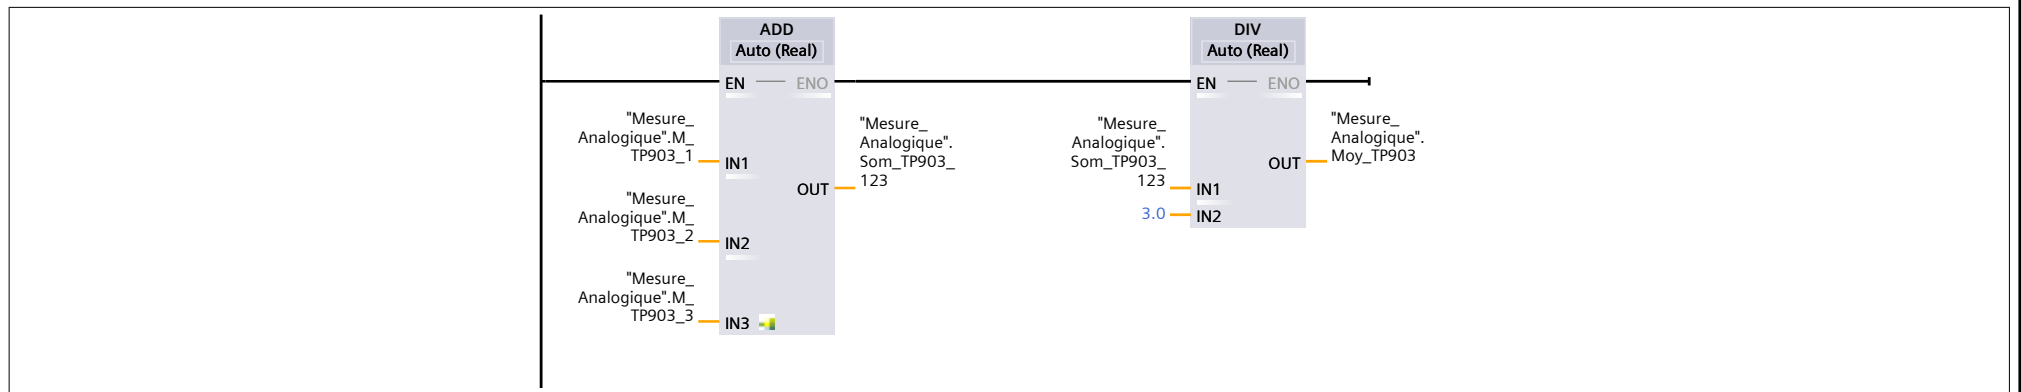 ADD
Auto (Real)
EN
ENO
"Mesure_
Analogique".M_
TP903_1
IN1
"Mesure_
Analogique".M_
TP903_2
IN2
"Mesure_
Analogique".M_
TP903_3
IN3
OUT
"Mesure_
Analogique".
Som_TP903_
123
DIV
Auto (Real)
EN
ENO
"Mesure_
Analogique".
Som_TP903_
123
IN1
3.0
IN2
OUT
"Mesure_
Analogique".
Moy_TP903